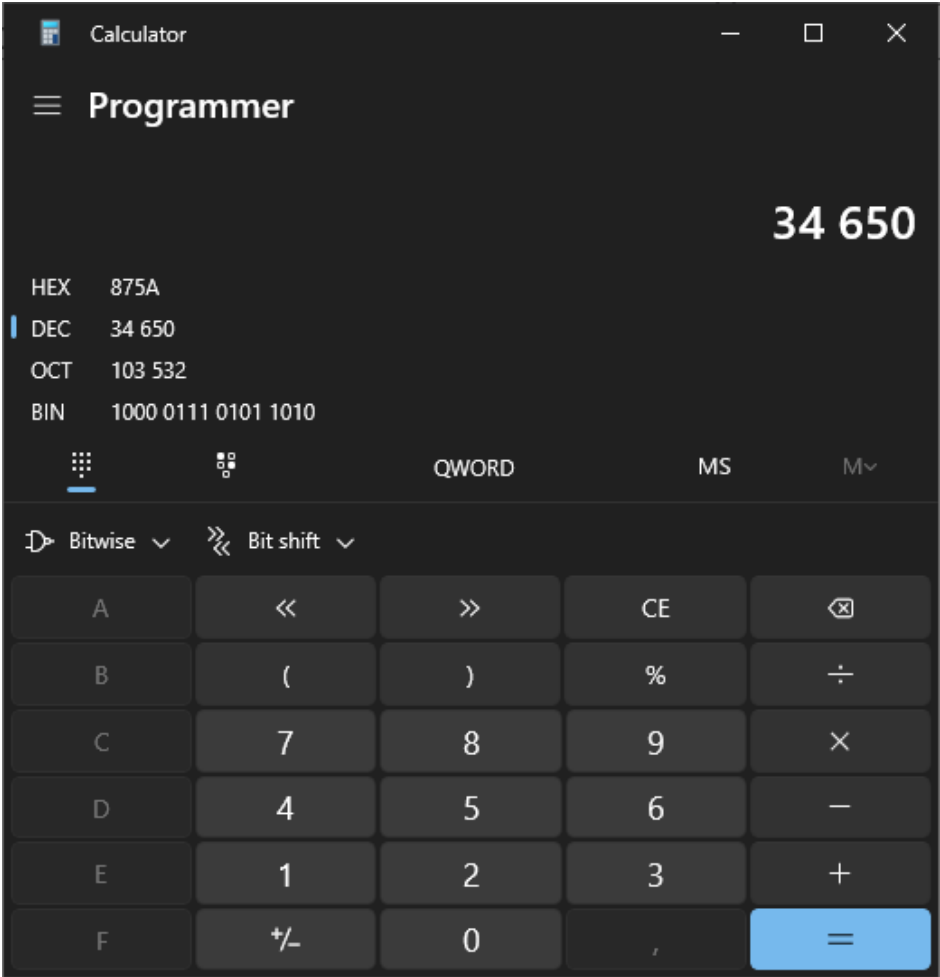 Calculator
Programmer
34 650
HEX 875A
DEC 34 650
OCT 103 532
BIN 1000 0111 0101 1010
QWORD MS M
Bitwise Bit shift
A « » CE
B ( ) % ÷
C 7 8 9 ×
D 4 5 6 −
E 1 2 3 +
F +/− 0 , =